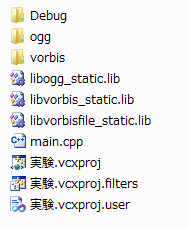 Debug
ogg
vorbis
libogg_static.lib
libvorbis_static.lib
libvorbisfile_static.lib
main.cpp
実験.vcxproj
実験.vcxproj.filters
実験.vcxproj.user